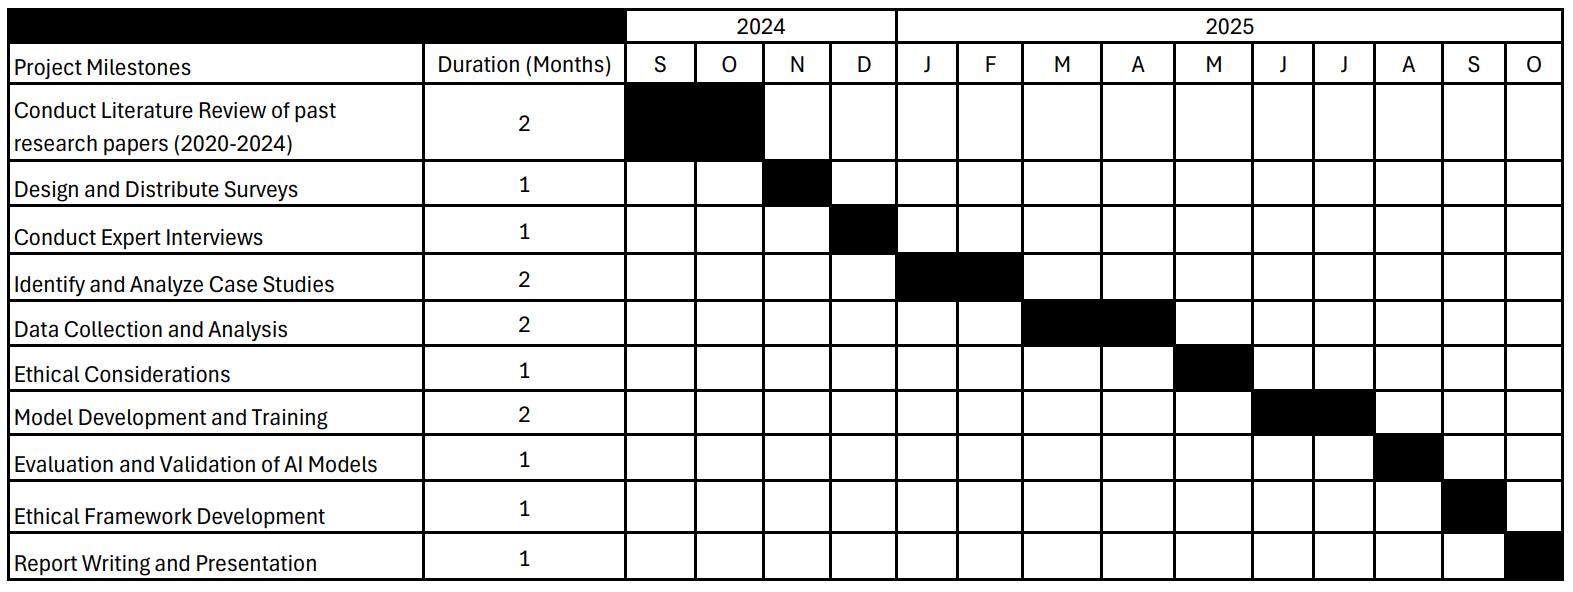 2024 2025
Project Milestones Duration (Months) S O N D J F M A M J J A S O
Conduct Literature Review of past
research papers (2020-2024) 2
Design and Distribute Surveys 1
Conduct Expert Interviews 1
Identify and Analyze Case Studies 2
Data Collection and Analysis 2
Ethical Considerations 1
Model Development and Training 2
Evaluation and Validation of AI Models 1
Ethical Framework Development 1
Report Writing and Presentation 1